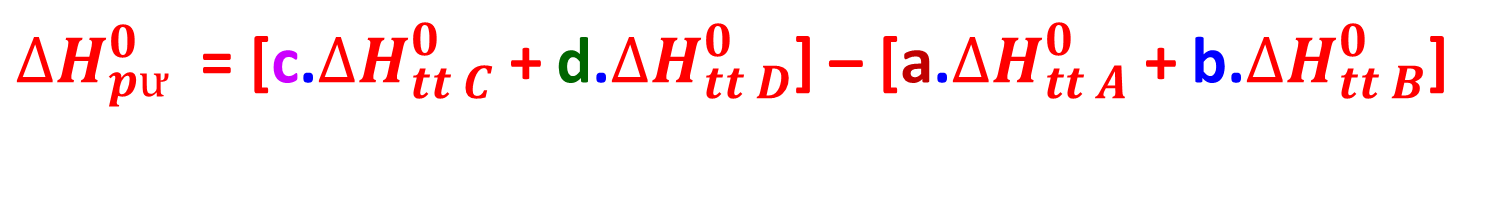 ΔH⁰ₚư = [c.ΔH⁰tt C + d.ΔH⁰tt D] − [a.ΔH⁰tt A + b.ΔH⁰tt B]